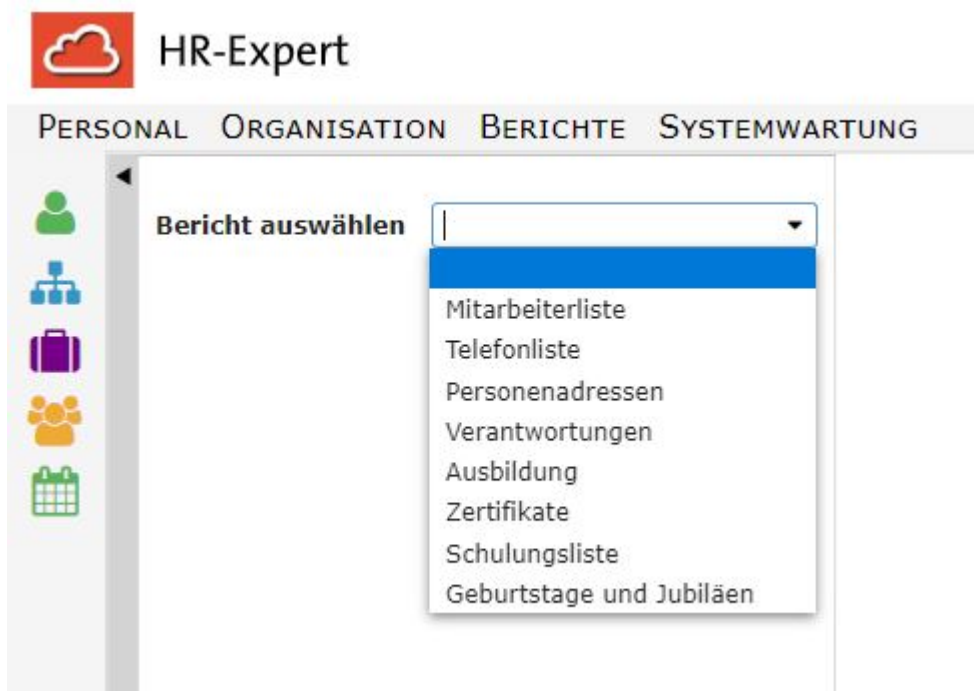 HR-Expert
PERSONAL ORGANISATION BERICHTE SYSTEMWARTUNG
Bericht auswählen
Mitarbeiterliste
Telefonliste
Personenadressen
Verantwortungen
Ausbildung
Zertifikate
Schulungsliste
Geburtstage und Jubiläen